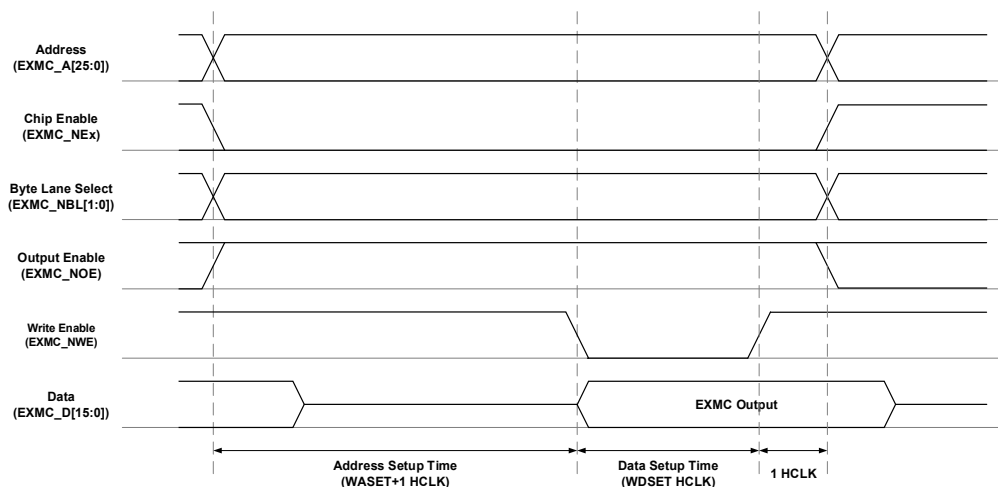 Address
(EXMC_A[25:0])
Chip Enable
(EXMC_NEx)
Byte Lane Select
(EXMC_NBL[1:0])
Output Enable
(EXMC_NOE)
Write Enable
(EXMC_NWE)
Data
(EXMC_D[15:0])
EXMC Output
Address Setup Time
(WASET+1 HCLK)
Data Setup Time
(WDSET HCLK)
1 HCLK